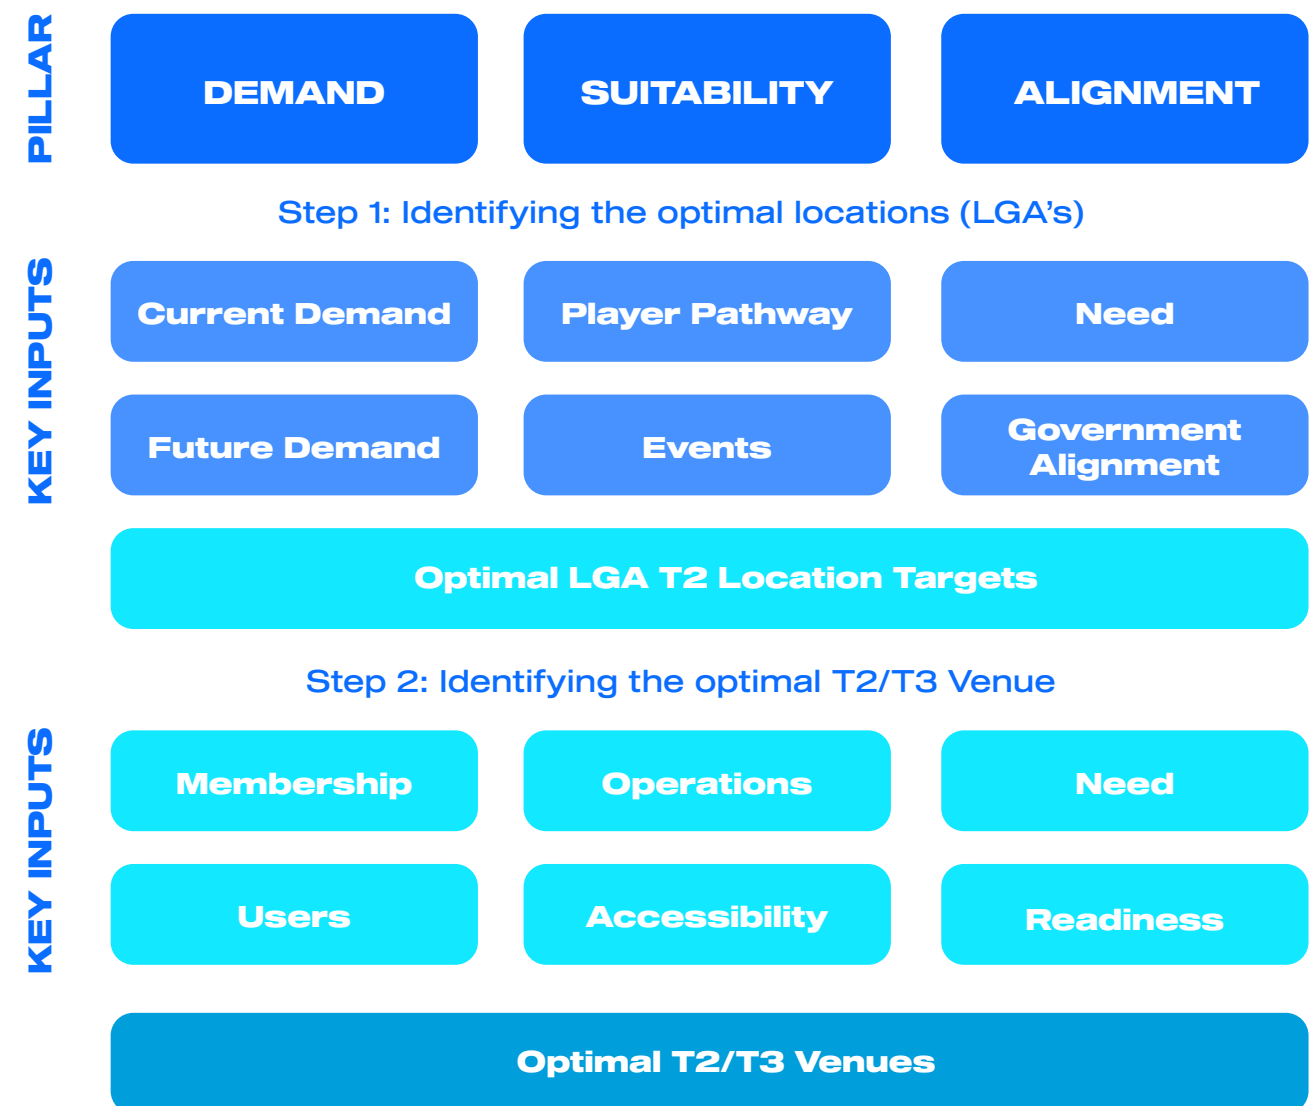 PILLAR
DEMAND
SUITABILITY
ALIGNMENT
Step 1: Identifying the optimal locations (LGA’s)
KEY INPUTS
Current Demand
Player Pathway
Need
Future Demand
Events
Government
Alignment
Optimal LGA T2 Location Targets
Step 2: Identifying the optimal T2/T3 Venue
KEY INPUTS
Membership
Operations
Need
Users
Accessibility
Readiness
Optimal T2/T3 Venues